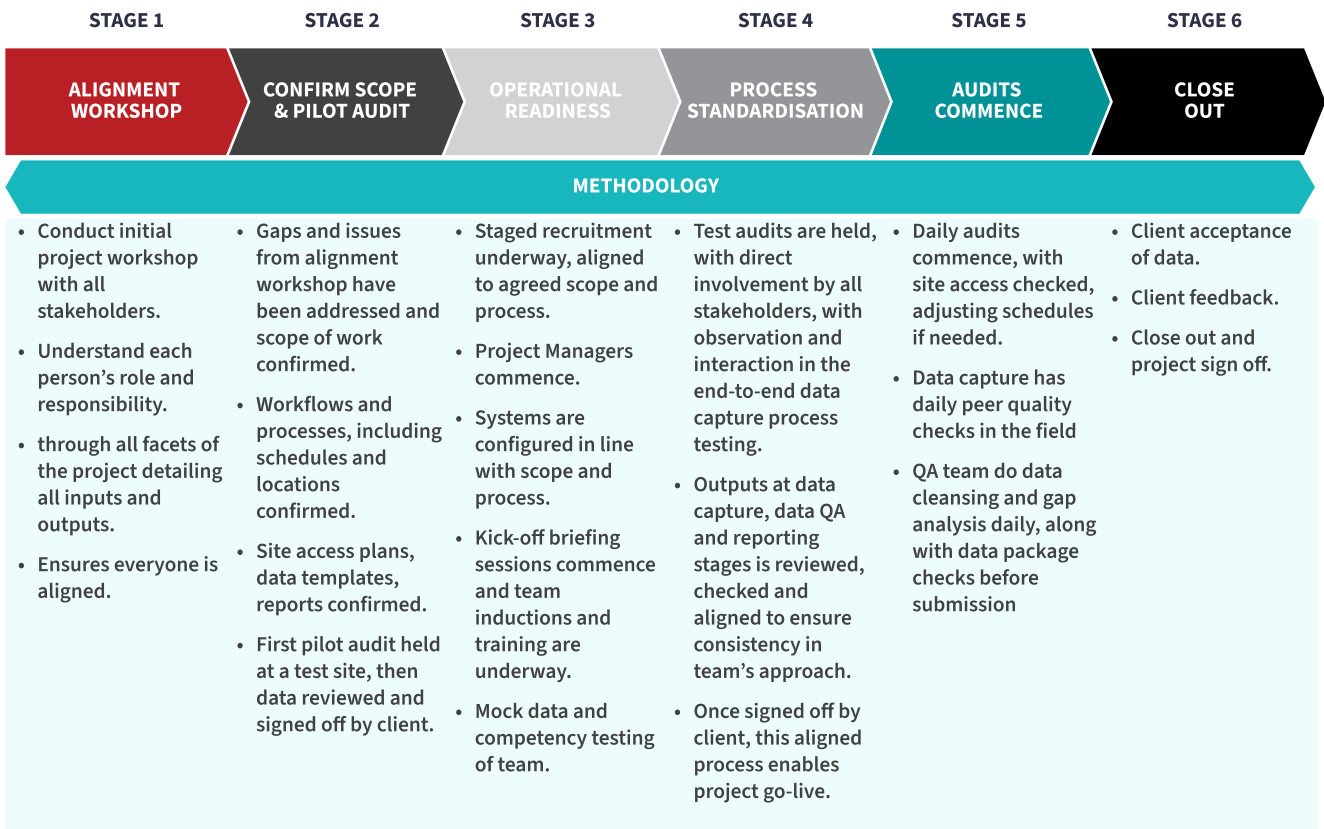 STAGE 1
STAGE 2
STAGE 3
STAGE 4
STAGE 5
STAGE 6
ALIGNMENT
WORKSHOP
CONFIRM SCOPE
& PILOT AUDIT
OPERATIONAL
READINESS
PROCESS
STANDARDISATION
AUDITS
COMMENCE
CLOSE
OUT
METHODOLOGY
• Conduct initial
project workshop
with all
stakeholders.
• Understand each
person’s role and
responsibility.
• through all facets of
the project detailing
all inputs and
outputs.
• Ensures everyone is
aligned.
• Gaps and issues
from alignment
workshop have
been addressed and
scope of work
confirmed.
• Workflows and
processes, including
schedules and
locations
confirmed.
• Site access plans,
data templates,
reports confirmed.
• First pilot audit held
at a test site, then
data reviewed and
signed off by client.
• Staged recruitment
underway, aligned
to agreed scope and
process.
• Project Managers
commence.
• Systems are
configured in line
with scope and
process.
• Kick-off briefing
sessions commence
and team
inductions and
training are
underway.
• Mock data and
competency testing
of team.
• Test audits are held,
with direct
involvement by all
stakeholders, with
observation and
interaction in the
end-to-end data
capture process
testing.
• Outputs at data
capture, data QA
and reporting
stages is reviewed,
checked and
aligned to ensure
consistency in
team’s approach.
• Once signed off by
client, this aligned
process enables
project go-live.
• Daily audits
commence, with
site access checked,
adjusting schedules
if needed.
• Data capture has
daily peer quality
checks in the field
• QA team do data
cleansing and gap
analysis daily, along
with data package
checks before
submission
• Client acceptance
of data.
• Client feedback.
• Close out and
project sign off.